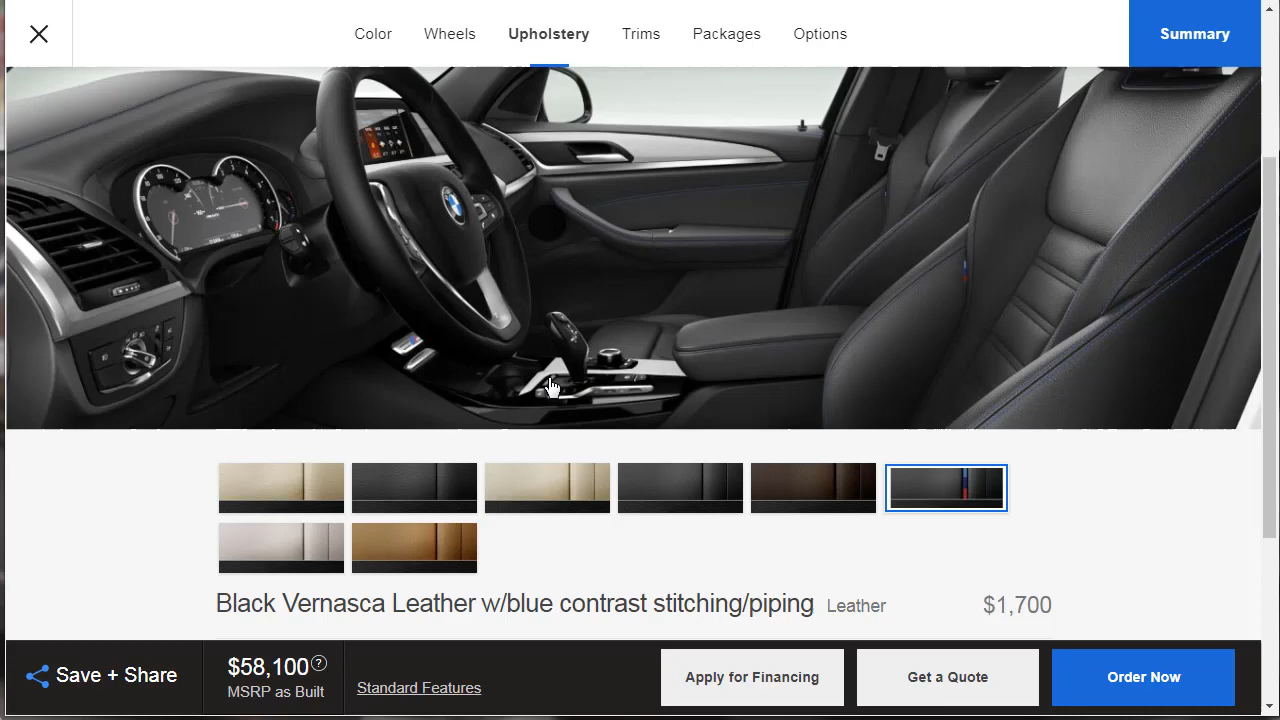 Color
Wheels
Upholstery
Trims
Packages
Options
Summary
Black Vernasca Leather w/blue contrast stitching/piping
Leather
$1,700
Save + Share
$58,100 ?
MSRP as Built
Standard Features
Apply for Financing
Get a Quote
Order Now